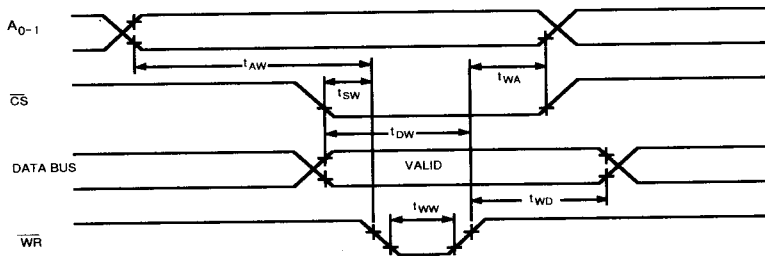 A0-1
tAW
tWA
CS
tSW
tDW
DATA BUS
VALID
tWW
tWD
WR